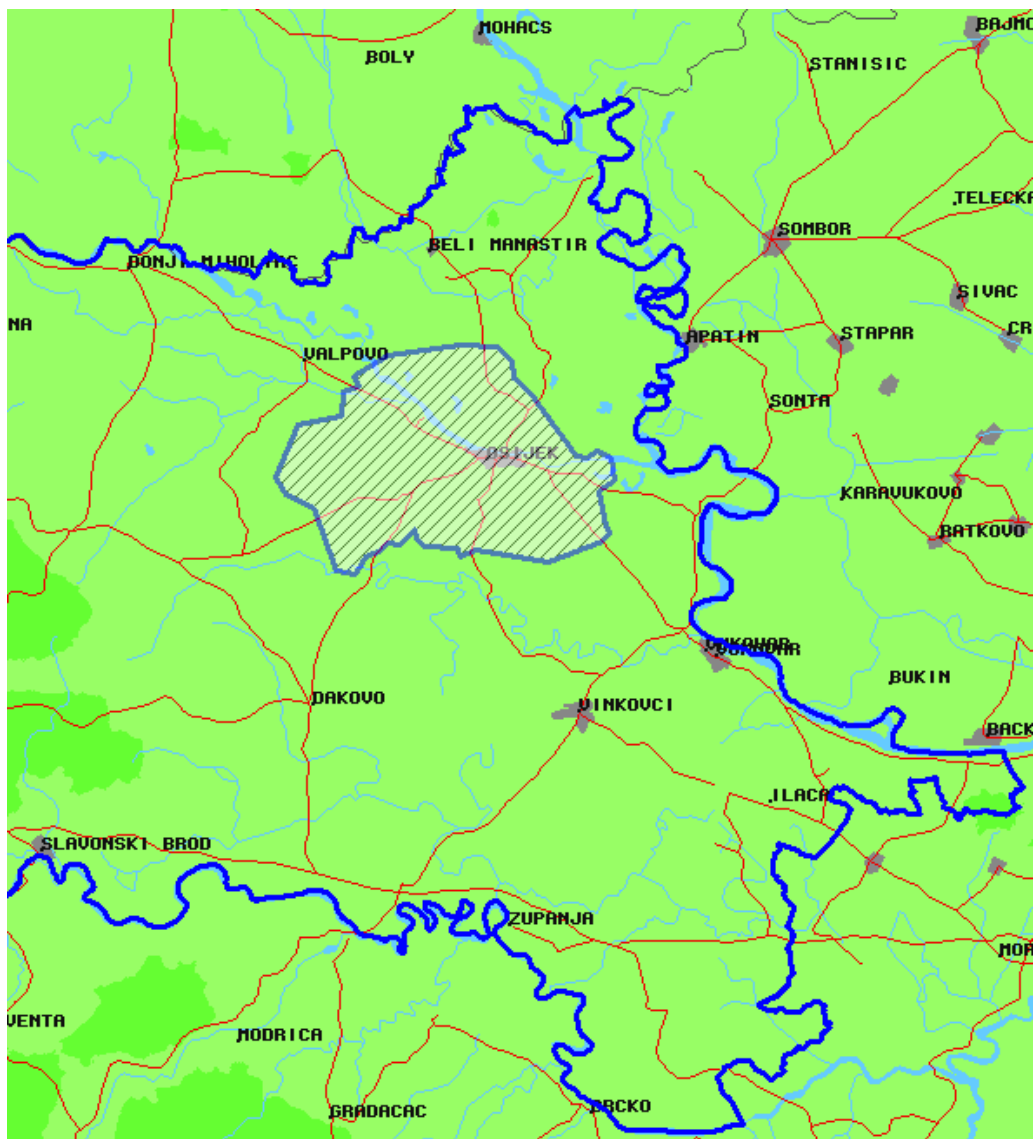 MOHACS
BAJMO
BOLY
STANISIC
TELECKA
SOMBOR
BELI MANASTIR
DONJI MIHOLJAC
SIVAC
NA
CR
APATIN
STAPAR
VALPOVO
SONTA
OSIJEK
KARAVUKOVO
RATKOVO
VUKOVAR
BUKIN
DAKOVO
VINKOVCI
BACK
ILACA
SLAVONSKI BROD
ZUPANJA
MOR
VENTA
MODRICA
BRCKO
GRADACAC